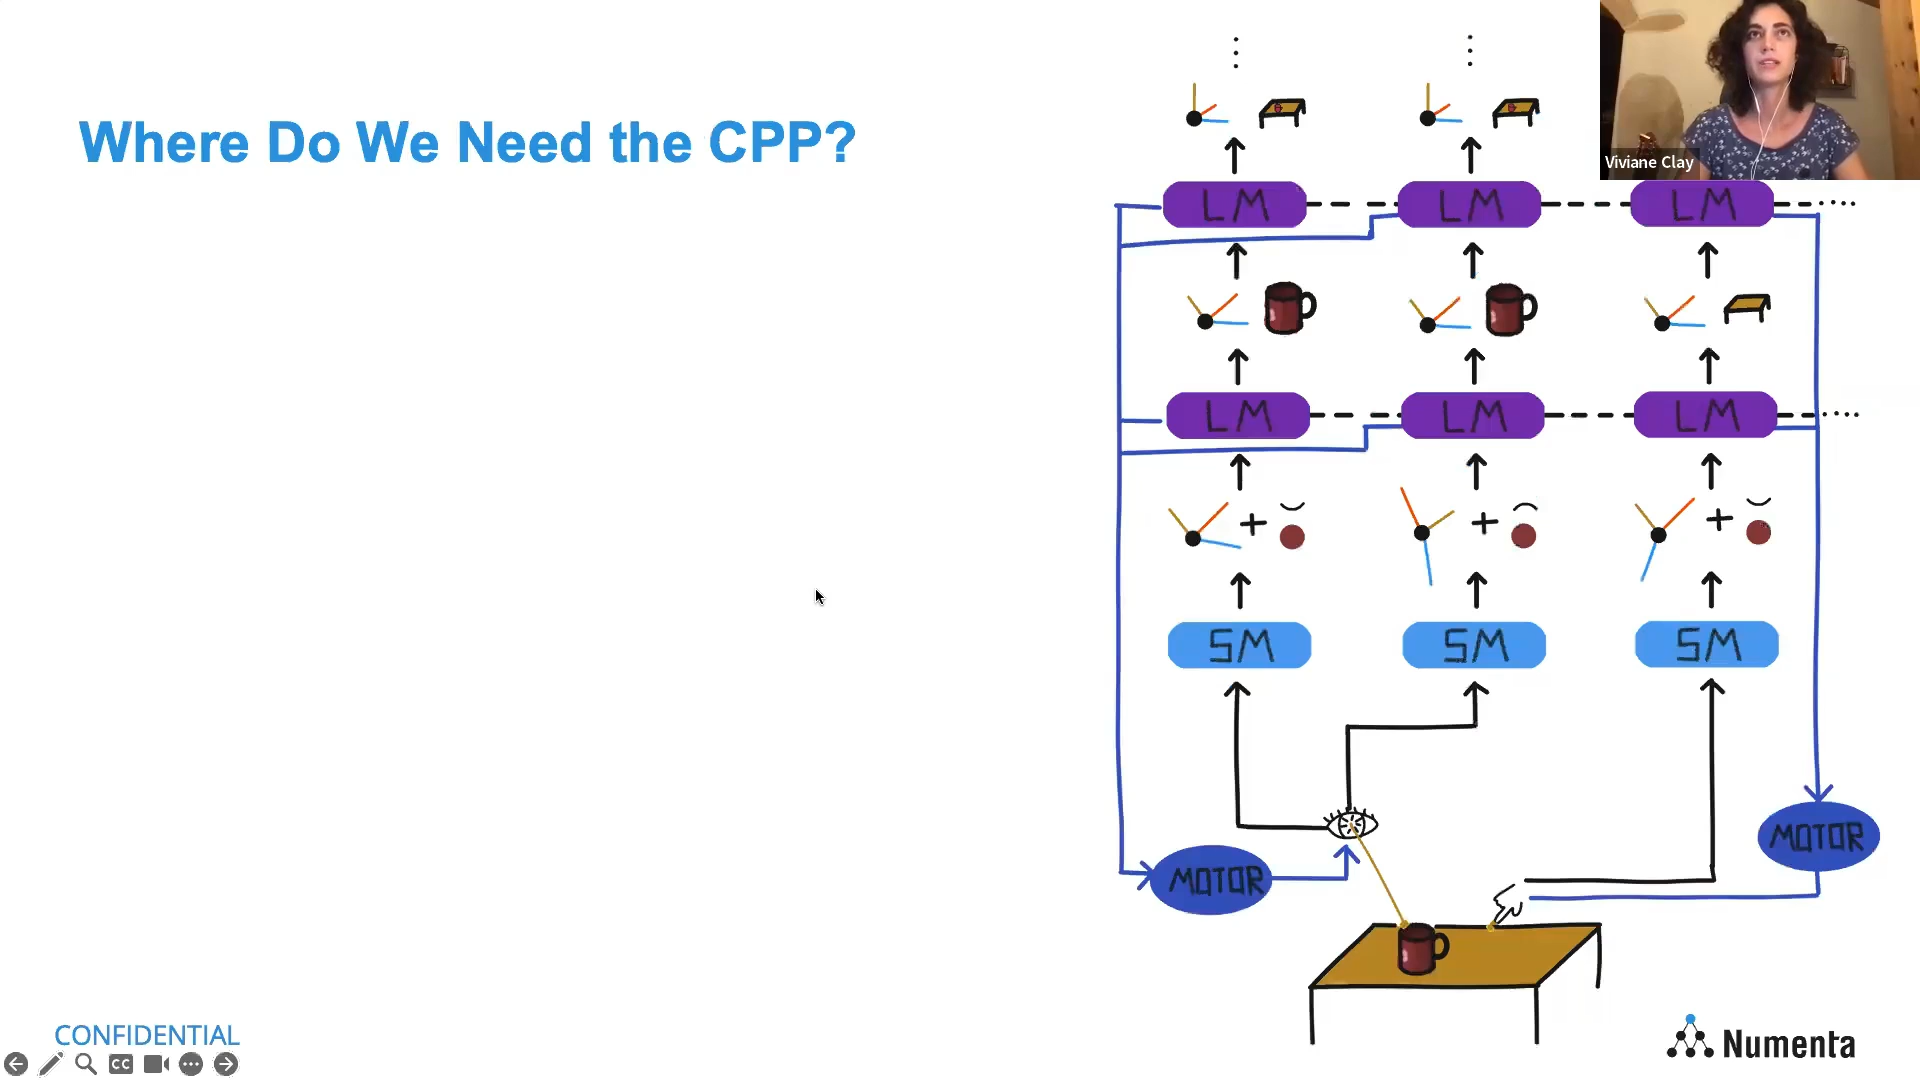 Where Do We Need the CPP?
Viviane Clay
LM LM LM
LM LM LM
+ + +
SM SM SM
MOTOR
MOTOR
CONFIDENTIAL
CC
Numenta